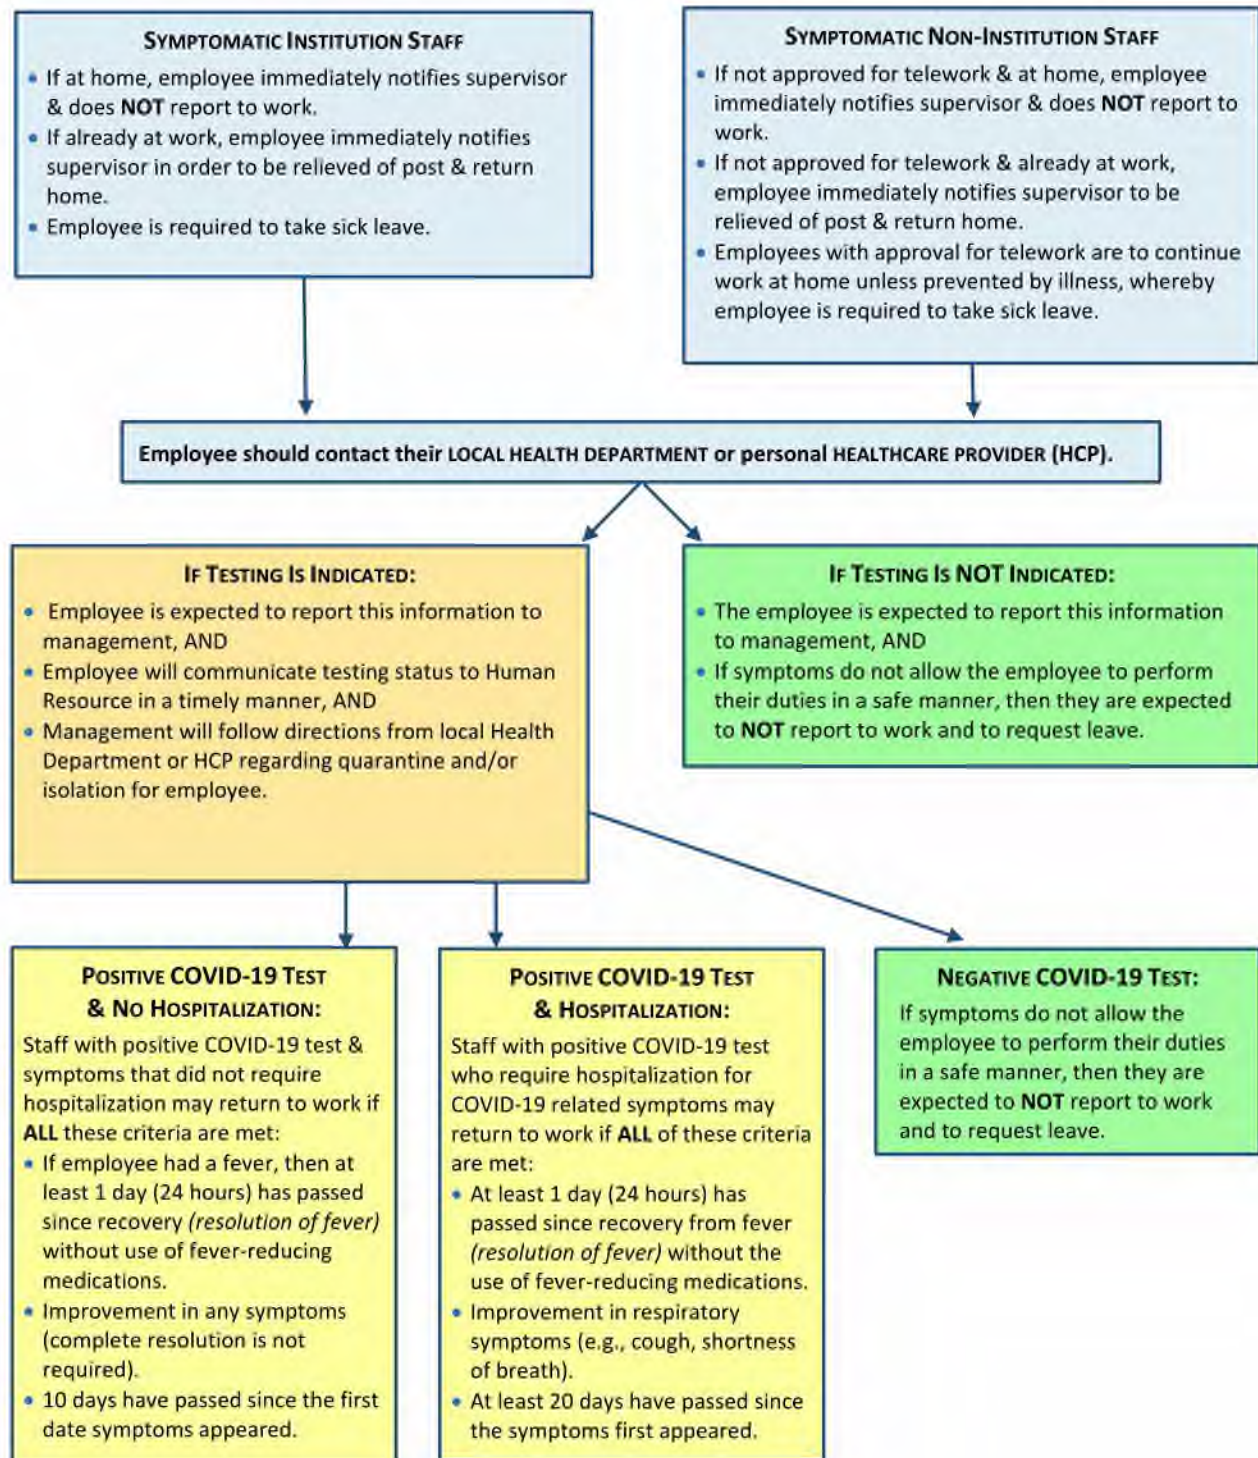 SYMPTOMATIC INSTITUTION STAFF
• If at home, employee immediately notifies supervisor
& does NOT report to work.
• If already at work, employee immediately notifies
supervisor in order to be relieved of post & return
home.
• Employee is required to take sick leave.
SYMPTOMATIC NON-INSTITUTION STAFF
• If not approved for telework & at home, employee
immediately notifies supervisor & does NOT report to
work.
• If not approved for telework & already at work,
employee immediately notifies supervisor to be
relieved of post & return home.
• Employees with approval for telework are to continue
work at home unless prevented by illness, whereby
employee is required to take sick leave.
Employee should contact their LOCAL HEALTH DEPARTMENT or personal HEALTHCARE PROVIDER (HCP).
IF TESTING IS INDICATED:
• Employee is expected to report this information to
management, AND
• Employee will communicate testing status to Human
Resource in a timely manner, AND
• Management will follow directions from local Health
Department or HCP regarding quarantine and/or
isolation for employee.
IF TESTING IS NOT INDICATED:
• The employee is expected to report this information
to management, AND
• If symptoms do not allow the employee to perform
their duties in a safe manner, then they are expected
to NOT report to work and to request leave.
POSITIVE COVID-19 TEST
& NO HOSPITALIZATION:
Staff with positive COVID-19 test &
symptoms that did not require
hospitalization may return to work if
ALL these criteria are met:
• If employee had a fever, then at
least 1 day (24 hours) has passed
since recovery (resolution of fever)
without use of fever-reducing
medications.
• Improvement in any symptoms
(complete resolution is not
required).
• 10 days have passed since the first
date symptoms appeared.
POSITIVE COVID-19 TEST
& HOSPITALIZATION:
Staff with positive COVID-19 test
who require hospitalization for
COVID-19 related symptoms may
return to work if ALL of these criteria
are met:
• At least 1 day (24 hours) has
passed since recovery from fever
(resolution of fever) without the
use of fever-reducing medications.
• Improvement in respiratory
symptoms (e.g., cough, shortness
of breath).
• At least 20 days have passed since
the symptoms first appeared.
NEGATIVE COVID-19 TEST:
If symptoms do not allow the
employee to perform their duties
in a safe manner, then they are
expected to NOT report to work
and to request leave.